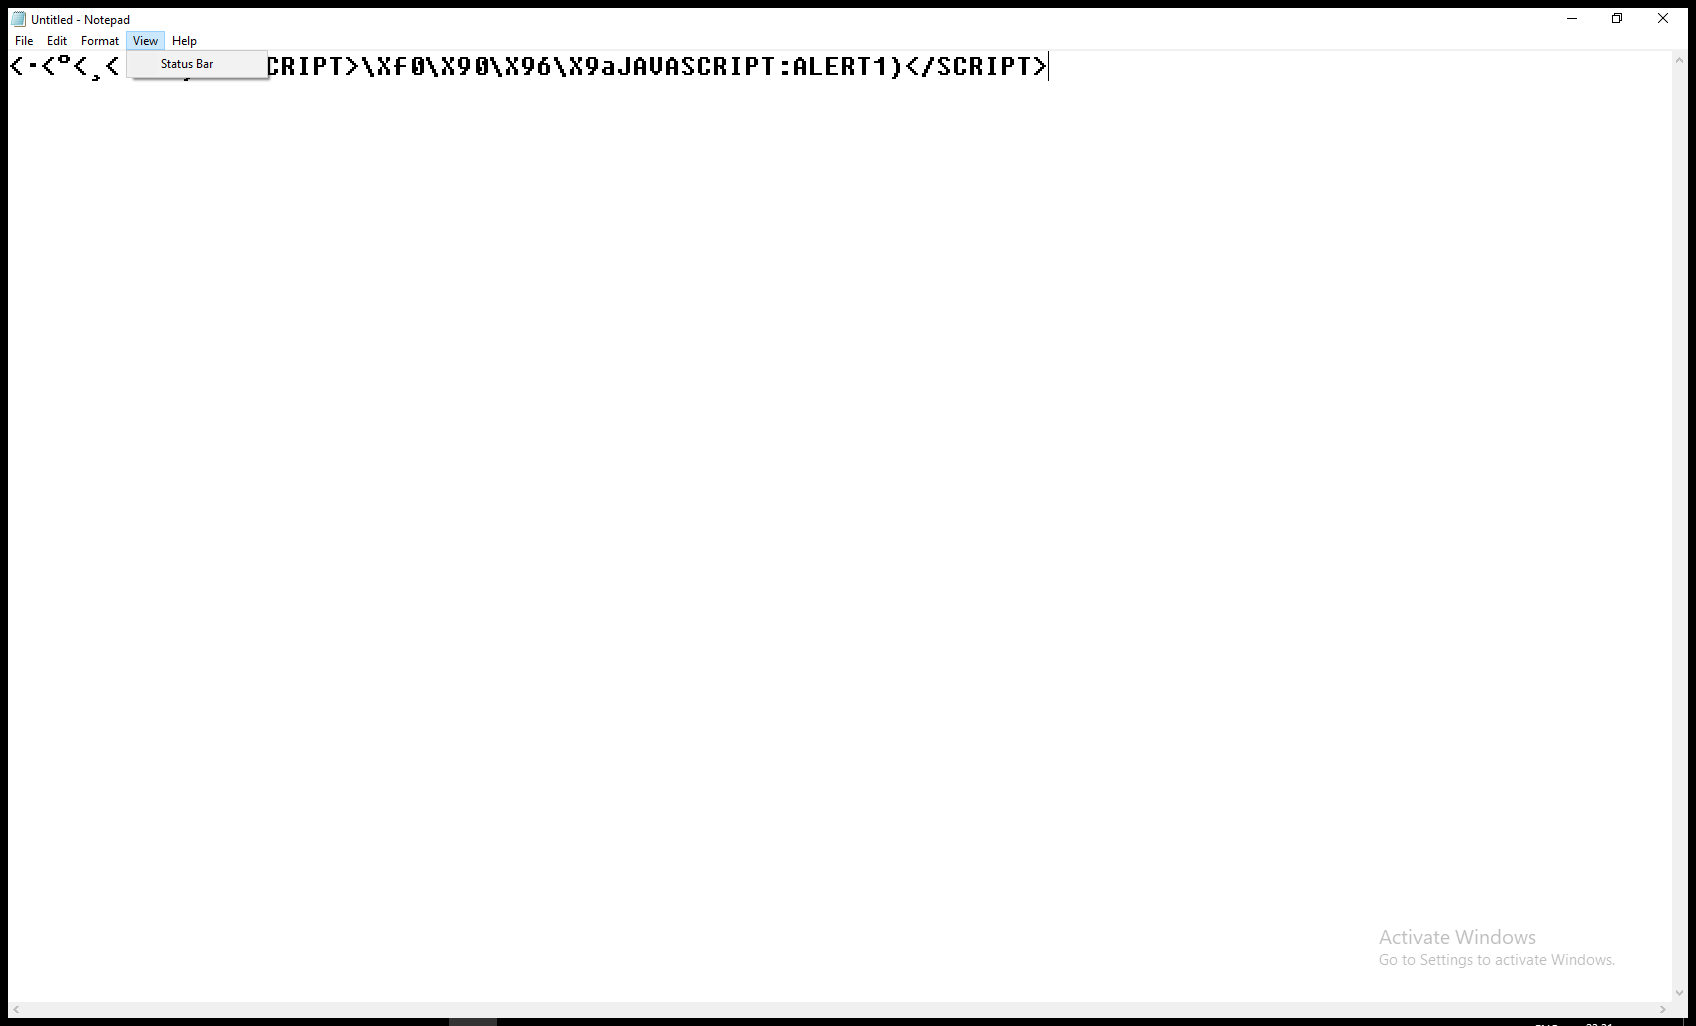 Untitled - Notepad
File Edit Format View Help
Status Bar
<-<º<¸< CRIPT>\Xf0\X90\X96\X9aJAVASCRIPT:ALERT1)</SCRIPT>
Activate Windows
Go to Settings to activate Windows.